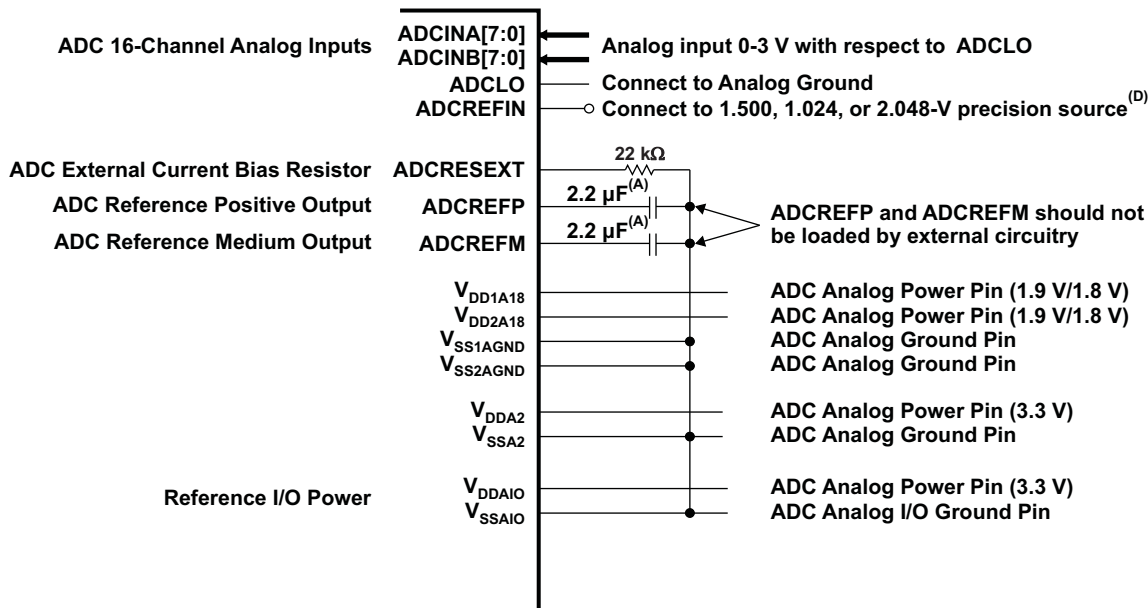 ADC 16-Channel Analog Inputs
ADCINA[7:0]
ADCINB[7:0]
Analog input 0-3 V with respect to ADCLO
ADCLO
Connect to Analog Ground
ADCREFIN
Connect to 1.500, 1.024, or 2.048-V precision source(D)
ADC External Current Bias Resistor
ADCRESEXT
22 kΩ
ADC Reference Positive Output
ADCREFP
2.2 µF(A)
ADC Reference Medium Output
ADCREFM
2.2 µF(A)
ADCREFP and ADCREFM should not
be loaded by external circuitry
VDD1A18
ADC Analog Power Pin (1.9 V/1.8 V)
VDD2A18
ADC Analog Power Pin (1.9 V/1.8 V)
VSS1AGND
ADC Analog Ground Pin
VSS2AGND
ADC Analog Ground Pin
VDDA2
ADC Analog Power Pin (3.3 V)
VSSA2
ADC Analog Ground Pin
Reference I/O Power
VDDAIO
ADC Analog Power Pin (3.3 V)
VSSAIO
ADC Analog I/O Ground Pin